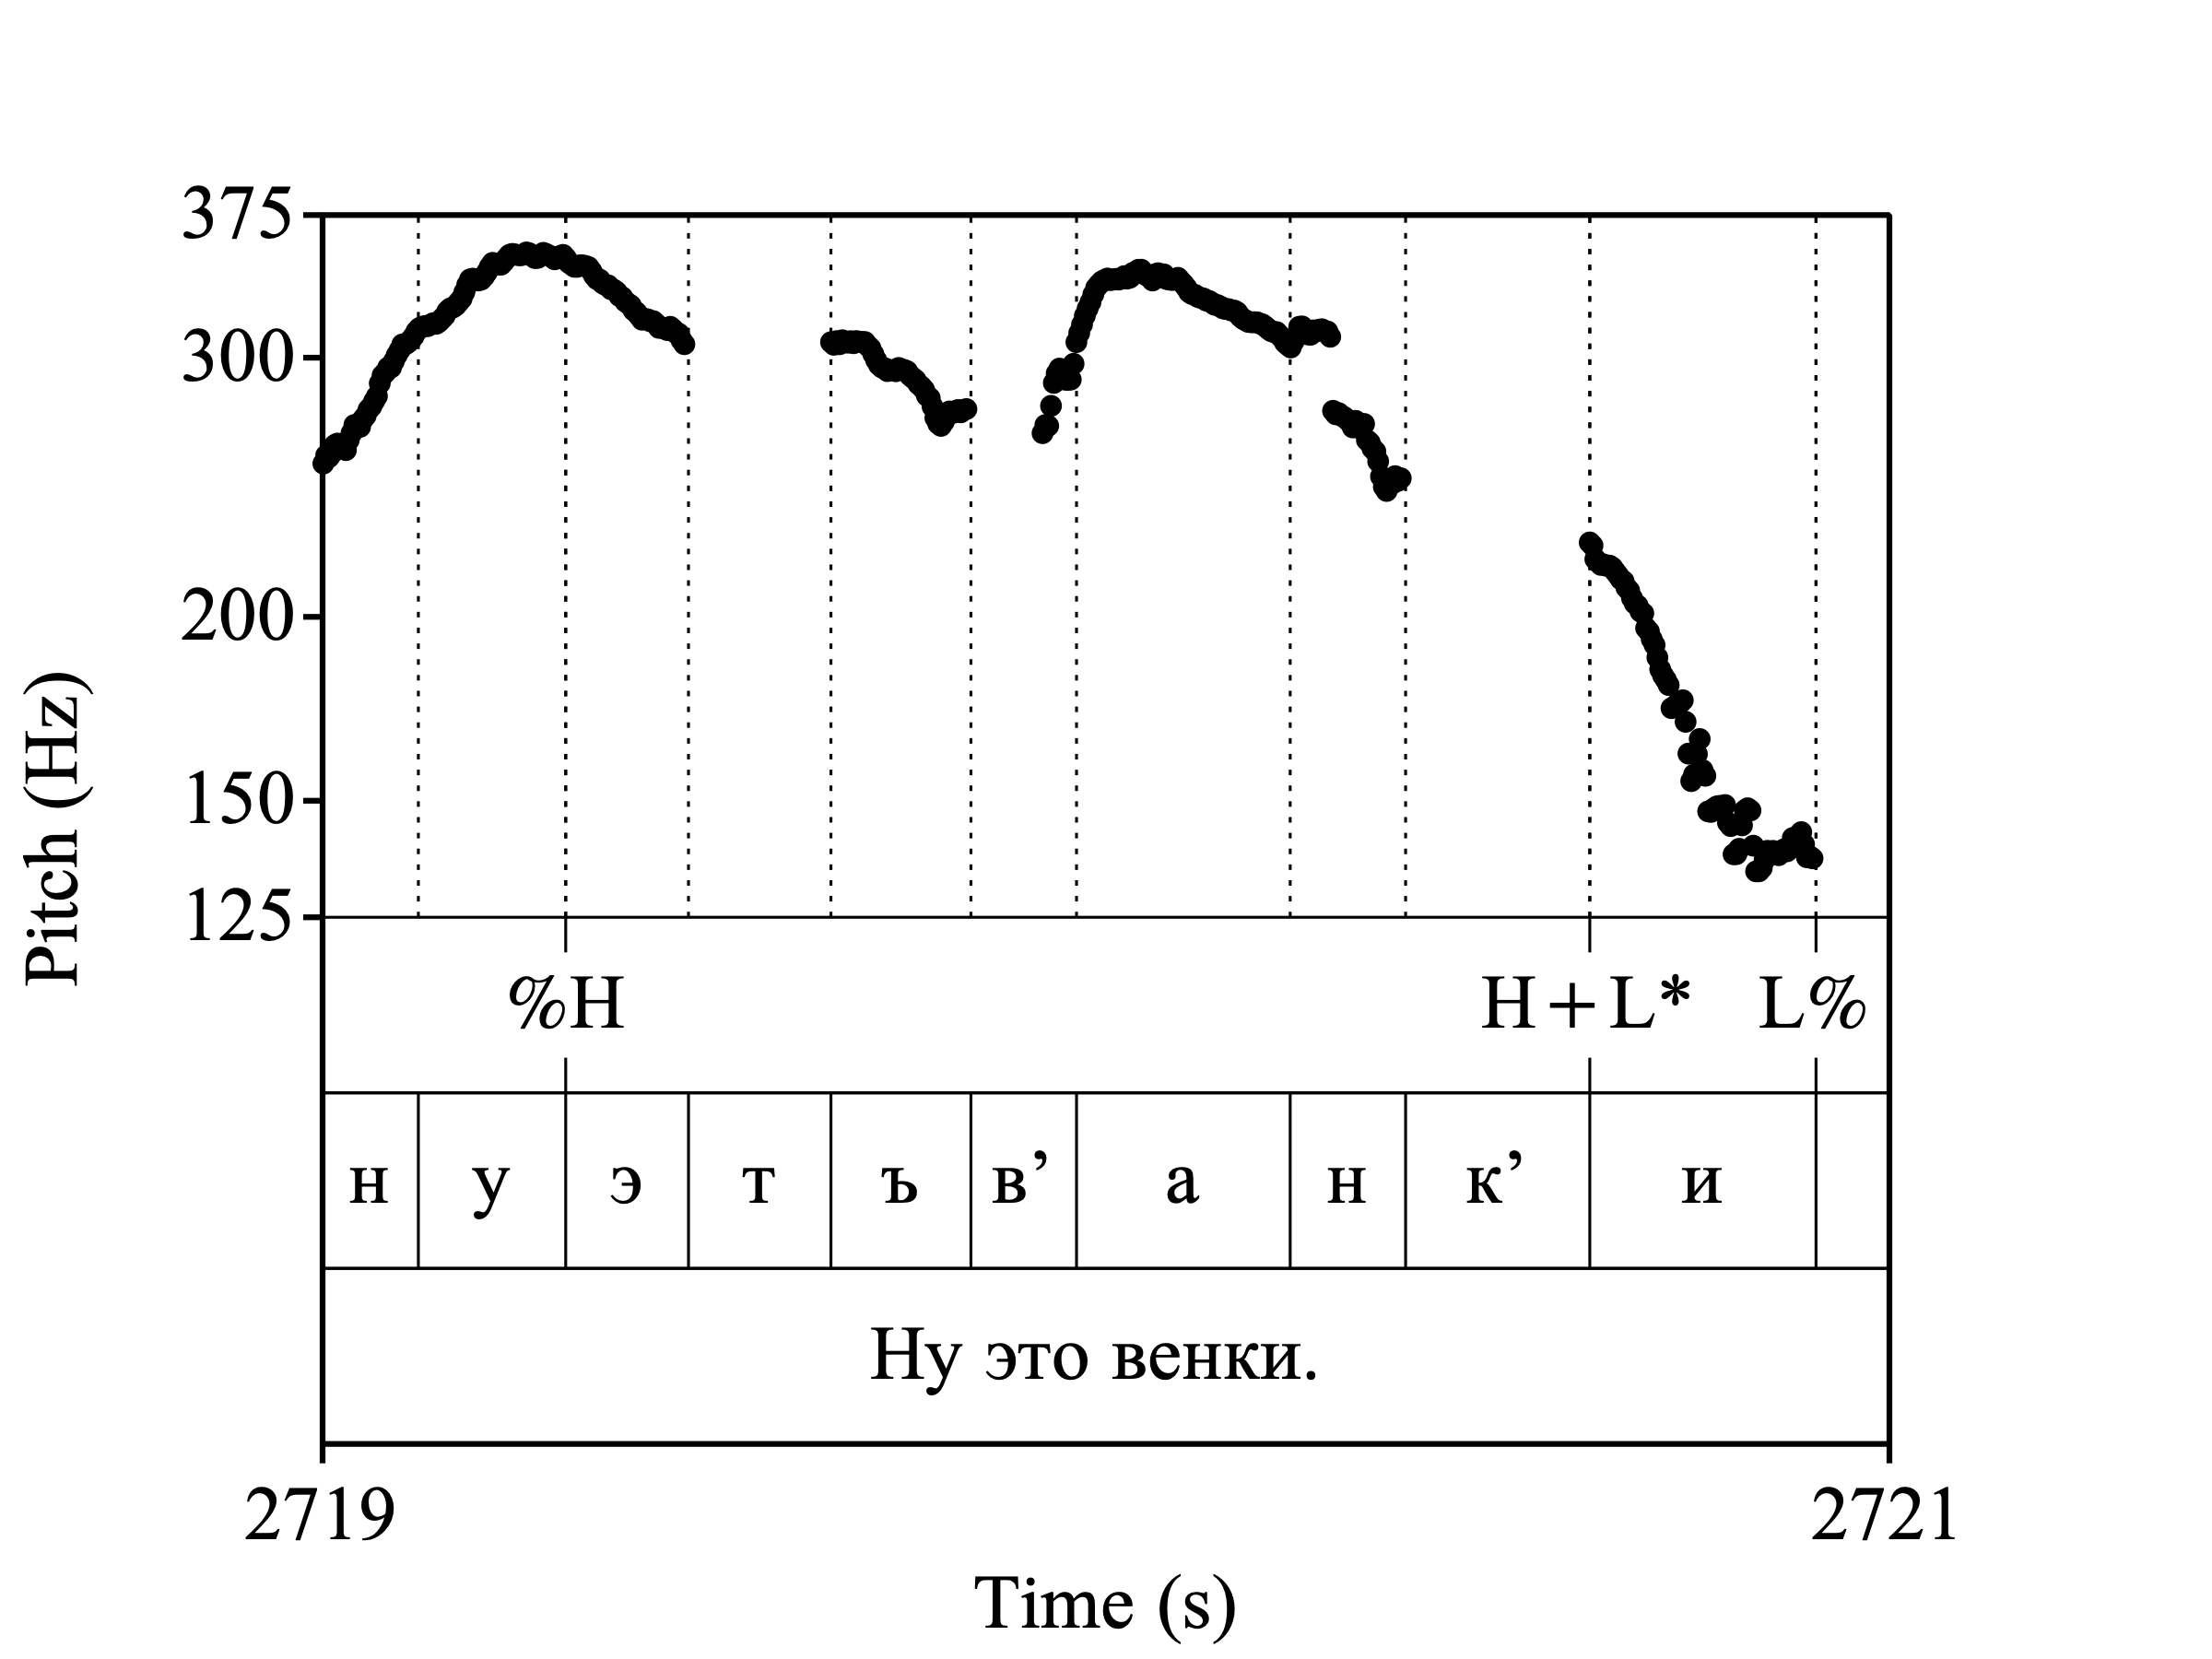 375
300
200
150
125
Pitch (Hz)
%H H+L* L%
н у э т ъ в’ а н к’ и
Ну это венки.
2719 2721
Time (s)